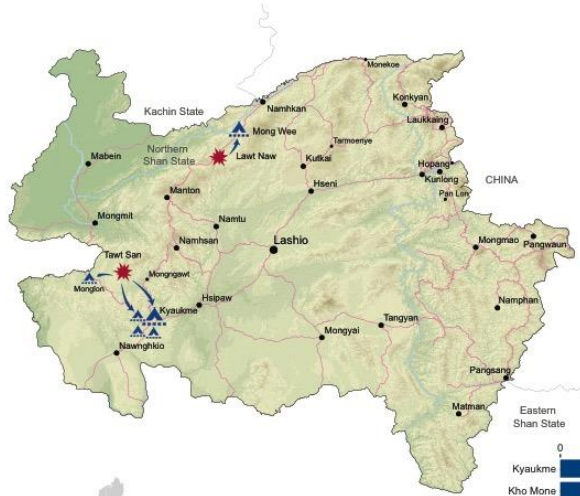 Monekoe
Kachin State
Namhkan
Konkyan
Mong Wee
Laukkaing
Northern
Shan State
Lawt Naw
Tarmoenye
Mabein
Kutkai
Hopang
Kunlong
CHINA
Manton
Hseni
Pan Lon
Mongmit
Namtu
Lashio
Pangwaun
Namhsan
Mongmao
Tawt San
Monglon
Mongngawt
Hsipaw
Namphan
Kyaukme
Tangyan
Mongyai
Nawnghkio
Pangsang
Matman
Eastern
Shan State
0
Kyaukme
Kho Mone